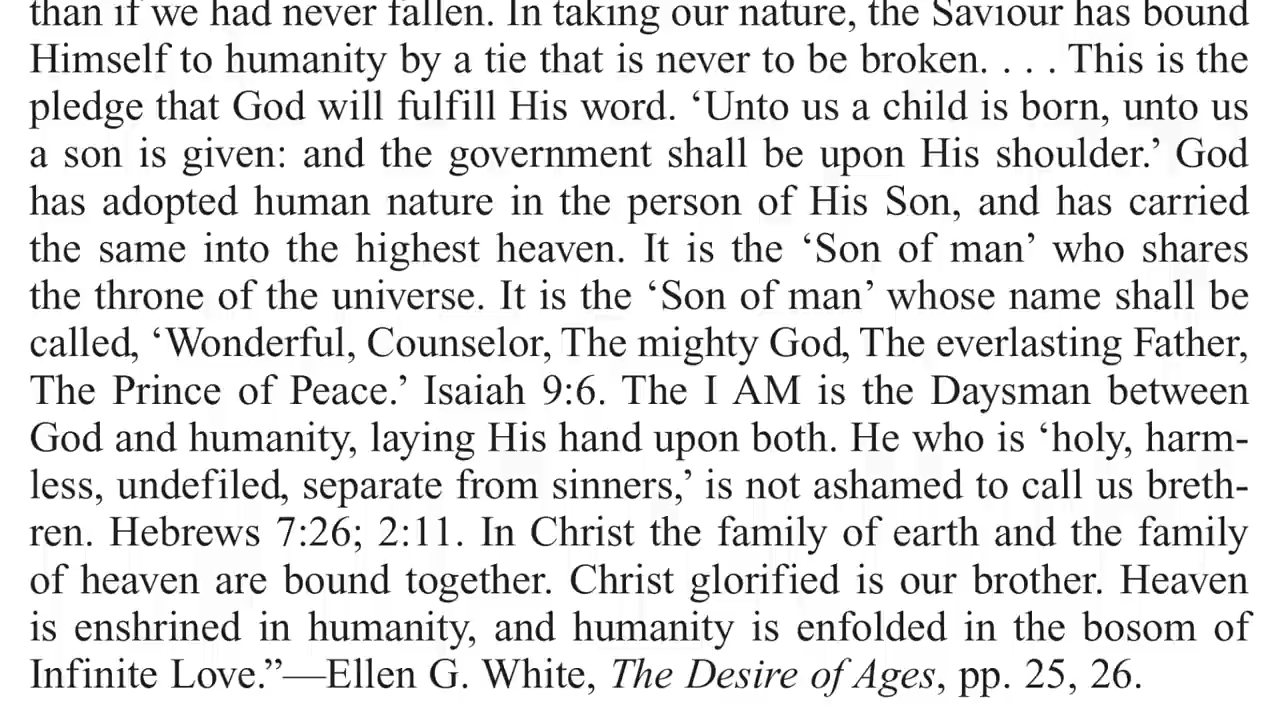 than if we had never fallen. In taking our nature, the Saviour has bound
Himself to humanity by a tie that is never to be broken. . . . This is the
pledge that God will fulfill His word. ‘Unto us a child is born, unto us
a son is given: and the government shall be upon His shoulder.’ God
has adopted human nature in the person of His Son, and has carried
the same into the highest heaven. It is the ‘Son of man’ who shares
the throne of the universe. It is the ‘Son of man’ whose name shall be
called, ‘Wonderful, Counselor, The mighty God, The everlasting Father,
The Prince of Peace.’ Isaiah 9:6. The I AM is the Daysman between
God and humanity, laying His hand upon both. He who is ‘holy, harm-
less, undefiled, separate from sinners,’ is not ashamed to call us breth-
ren. Hebrews 7:26; 2:11. In Christ the family of earth and the family
of heaven are bound together. Christ glorified is our brother. Heaven
is enshrined in humanity, and humanity is enfolded in the bosom of
Infinite Love.”—Ellen G. White, The Desire of Ages, pp. 25, 26.